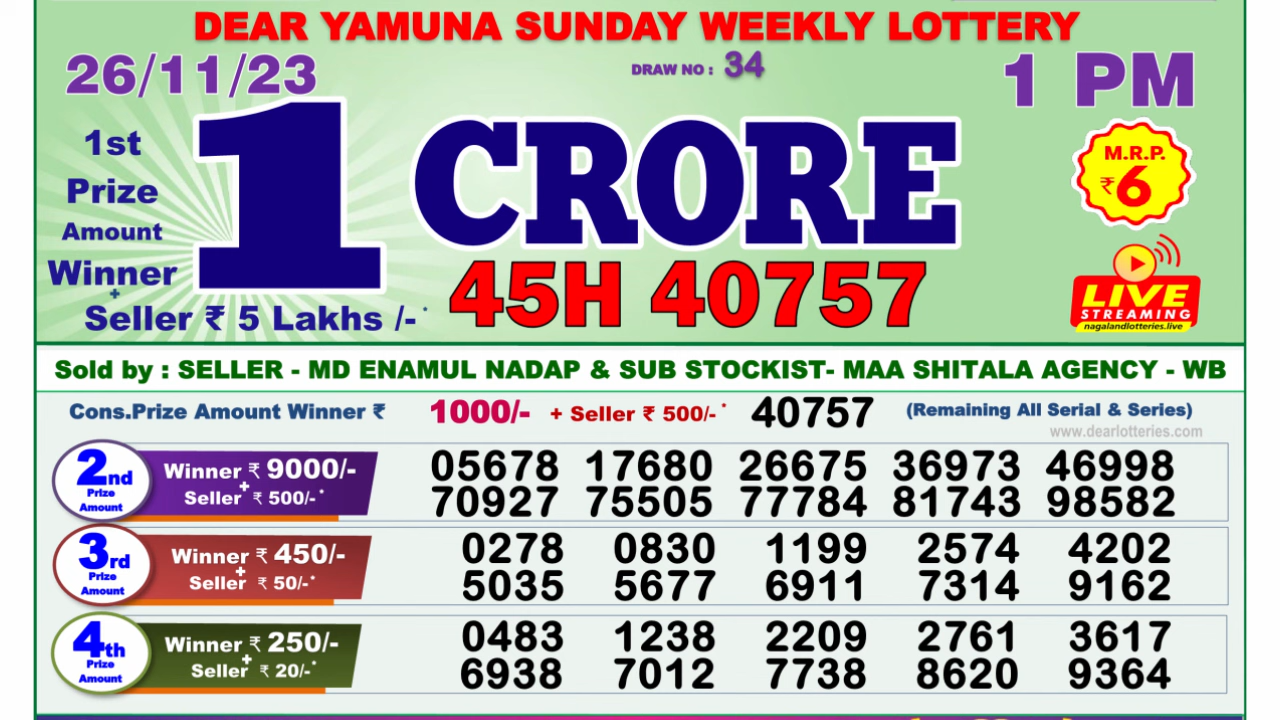 DEAR YAMUNA SUNDAY WEEKLY LOTTERY
26/11/23
DRAW NO : 34
1 PM
1st
Prize
Amount
Winner
+
Seller ₹ 5 Lakhs /-*
1 CRORE
45H 40757
M.R.P.
₹6
LIVE
STREAMING
nagalandlotteries.live
Sold by : SELLER - MD ENAMUL NADAP & SUB STOCKIST- MAA SHITALA AGENCY - WB
Cons.Prize Amount Winner ₹ 1000/- + Seller ₹ 500/-* 40757 (Remaining All Serial & Series)
www.dearlotteries.com
2nd
Prize
Amount
Winner ₹ 9000/-
+
Seller ₹ 500/-*
05678 17680 26675 36973 46998
70927 75505 77784 81743 98582
3rd
Prize
Amount
Winner ₹ 450/-
+
Seller ₹ 50/-*
0278 0830 1199 2574 4202
5035 5677 6911 7314 9162
4th
Prize
Amount
Winner ₹ 250/-
+
Seller ₹ 20/-*
0483 1238 2209 2761 3617
6938 7012 7738 8620 9364